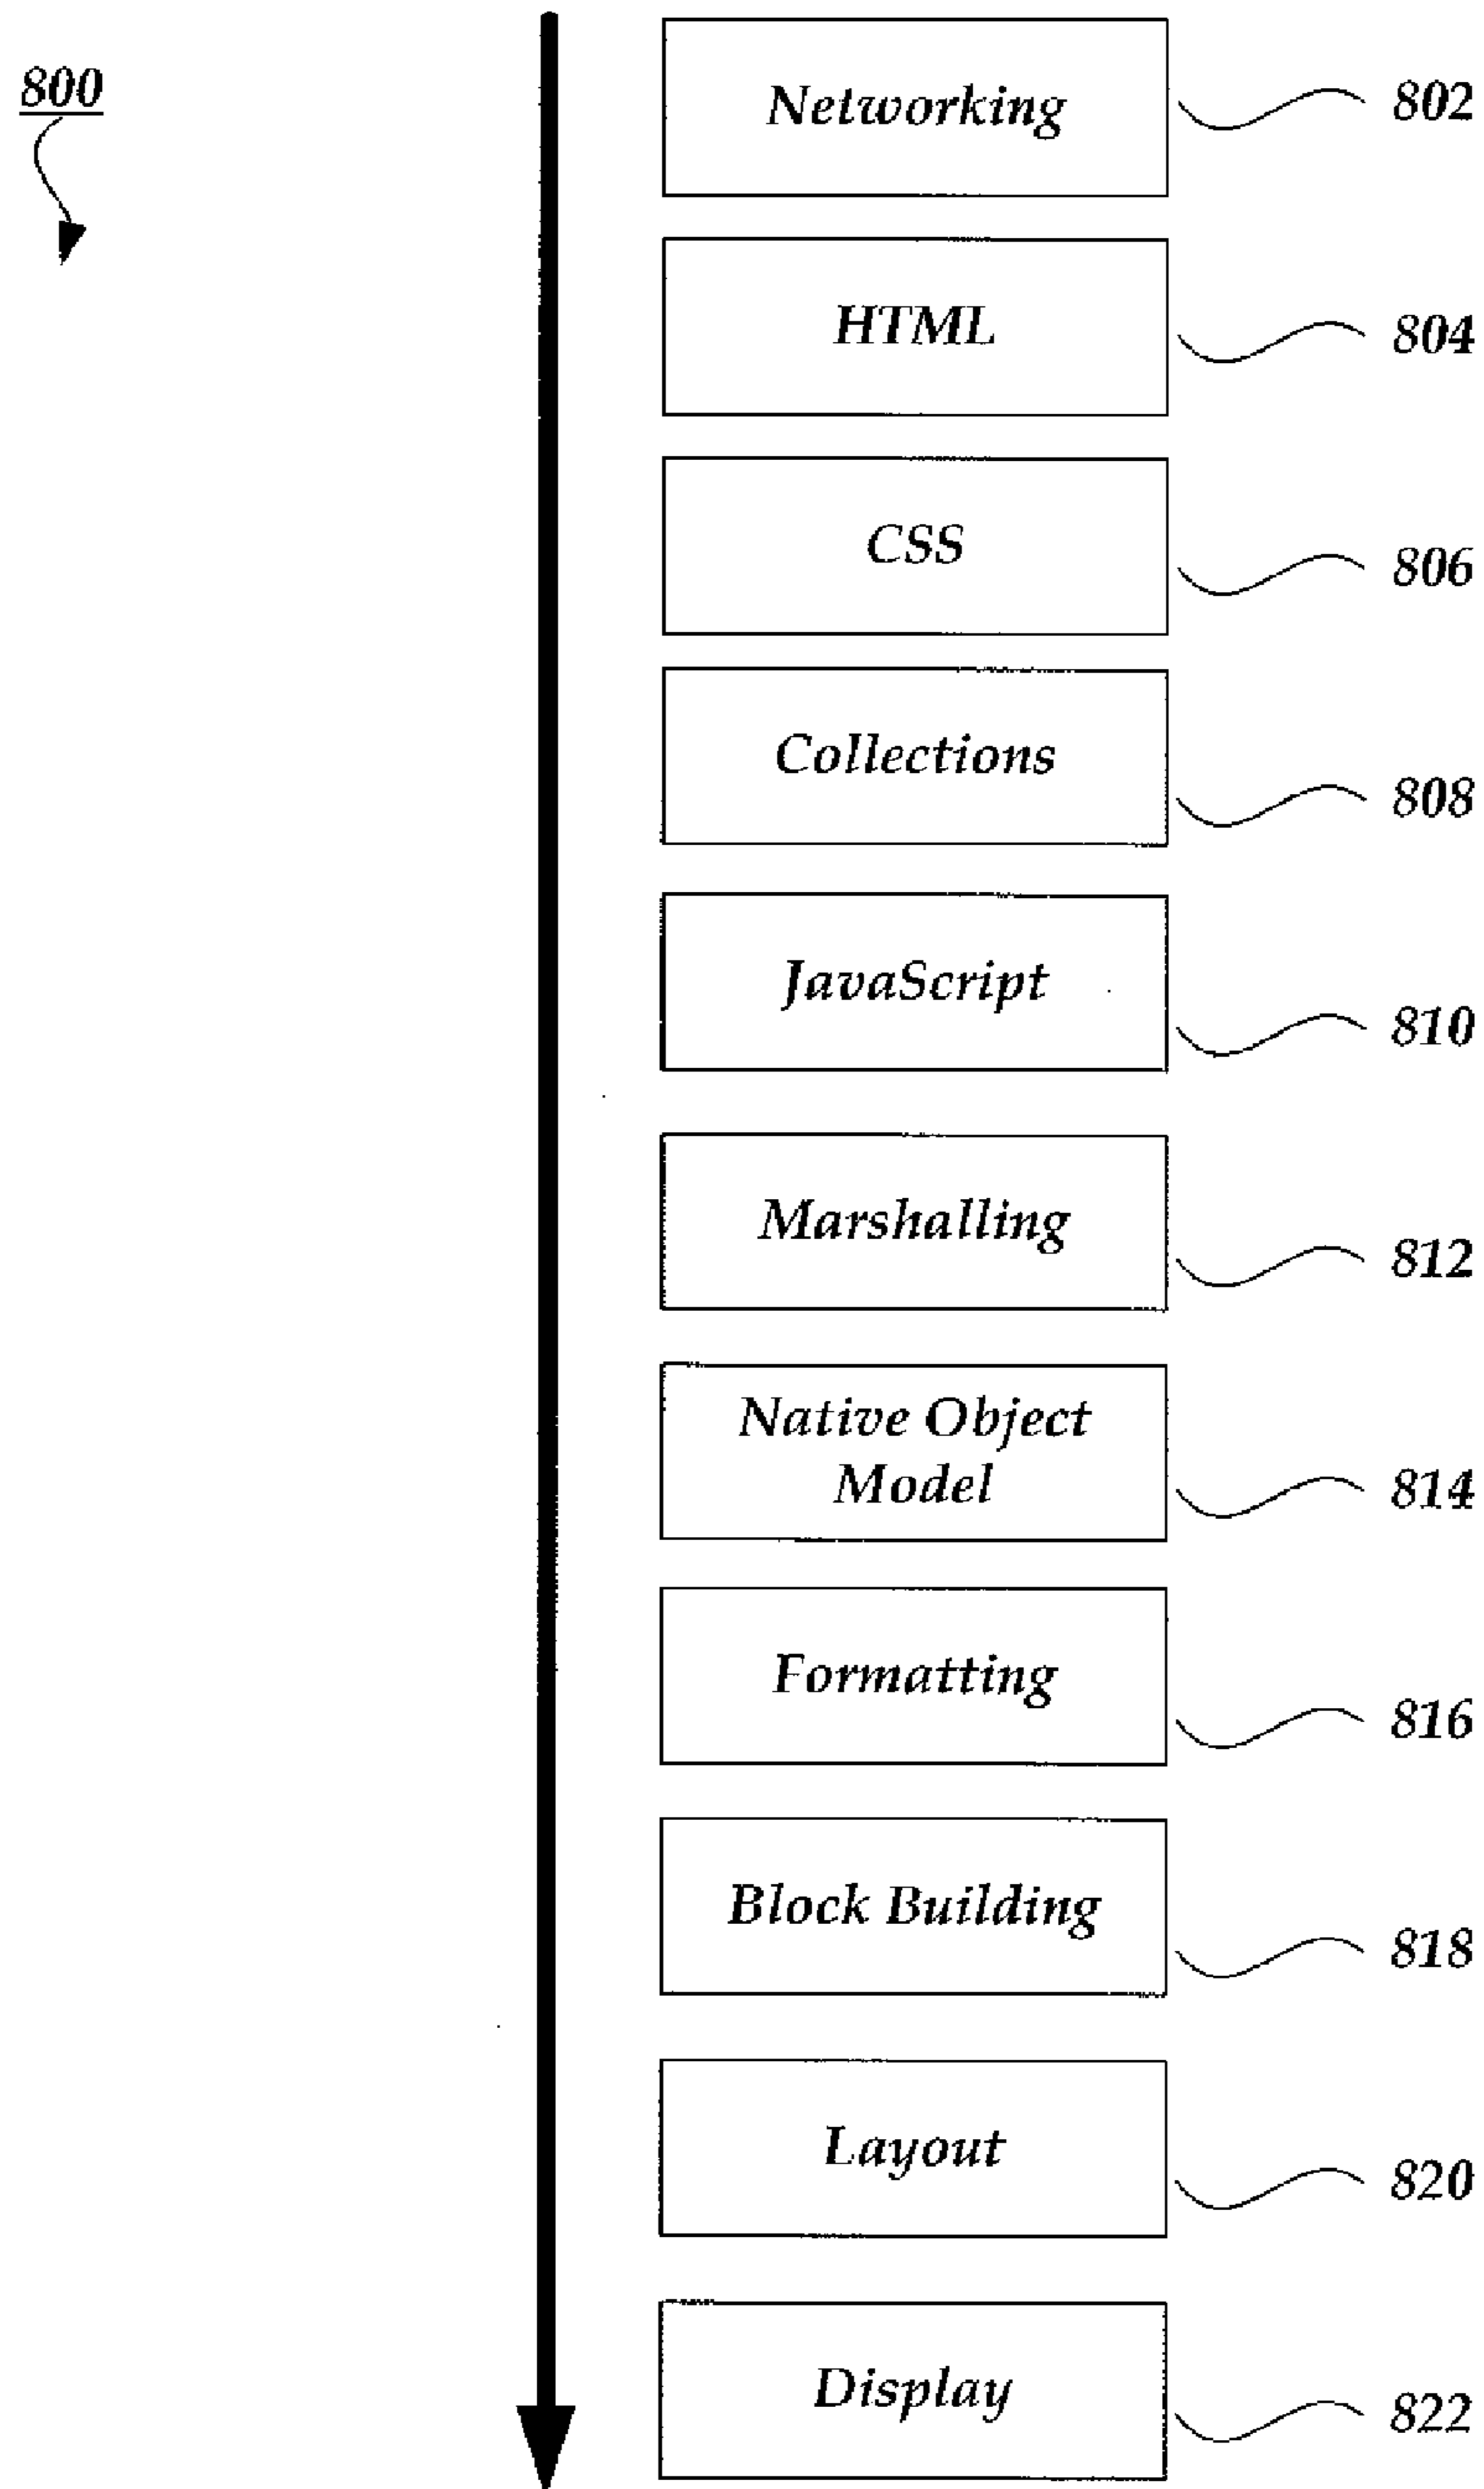 800
Networking 802
HTML 804
CSS 806
Collections 808
JavaScript 810
Marshalling 812
Native Object
Model 814
Formatting 816
Block Building 818
Layout 820
Display 822